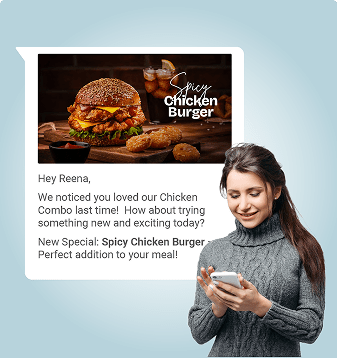 Spicy
Chicken
Burger
Hey Reena,
We noticed you loved our Chicken
Combo last time! How about trying
something new and exciting today?
New Special: Spicy Chicken Burger -
Perfect addition to your meal!